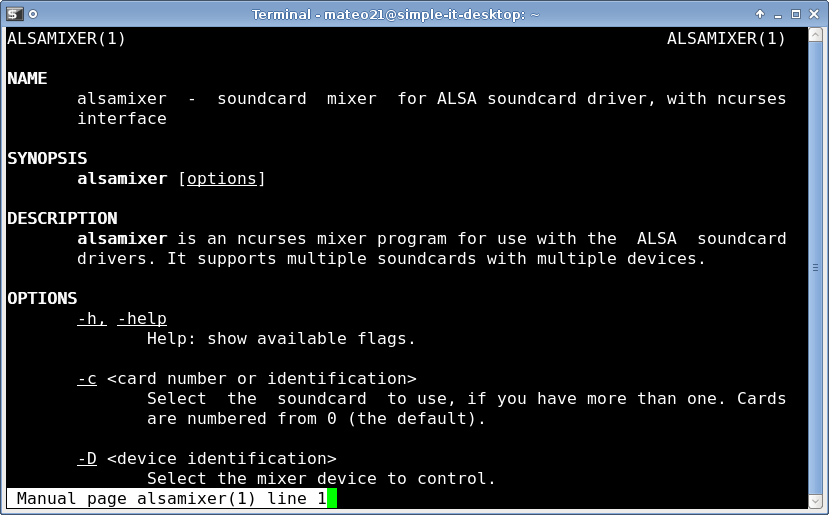 Terminal - mateo21@simple-it-desktop: ~
ALSAMIXER(1) ALSAMIXER(1)
NAME
alsamixer - soundcard mixer for ALSA soundcard driver, with ncurses
interface
SYNOPSIS
alsamixer [options]
DESCRIPTION
alsamixer is an ncurses mixer program for use with the ALSA soundcard
drivers. It supports multiple soundcards with multiple devices.
OPTIONS
-h, -help
Help: show available flags.
-c <card number or identification>
Select the soundcard to use, if you have more than one. Cards
are numbered from 0 (the default).
-D <device identification>
Select the mixer device to control.
Manual page alsamixer(1) line 1